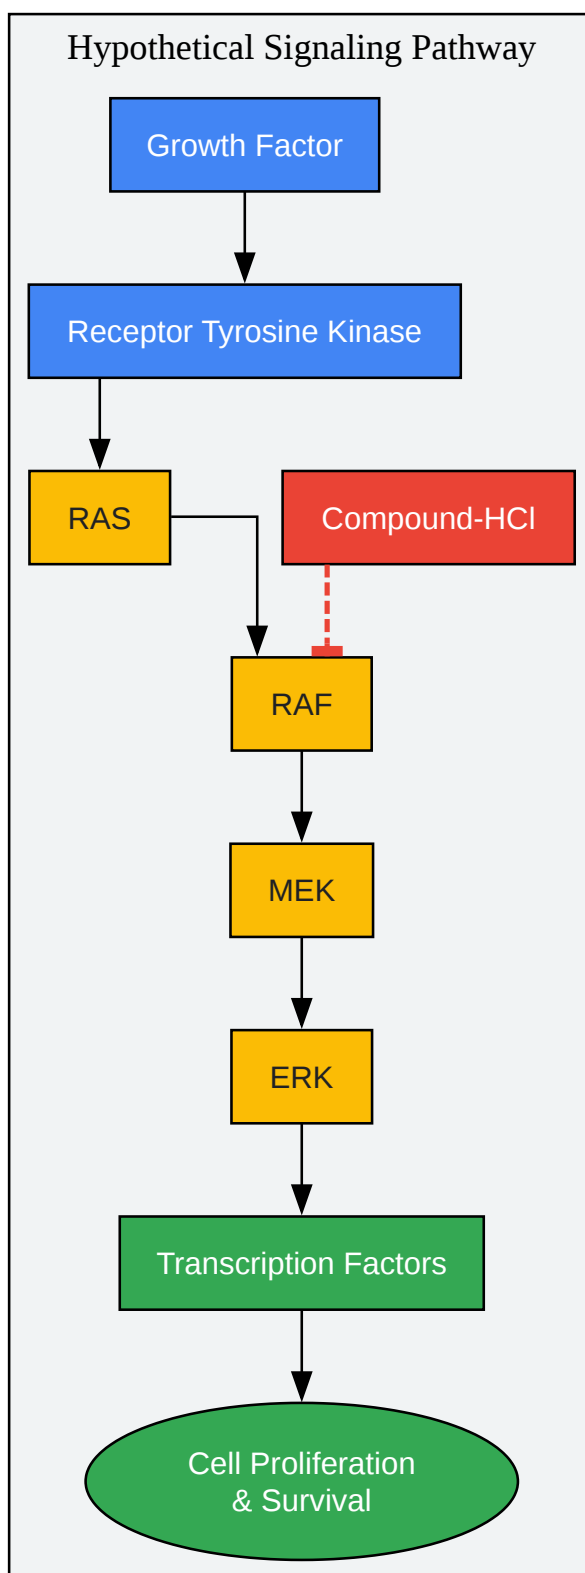 Hypothetical Signaling Pathway
Growth Factor
Receptor Tyrosine Kinase
RAS
Compound-HCl
RAF
MEK
ERK
Transcription Factors
Cell Proliferation
& Survival